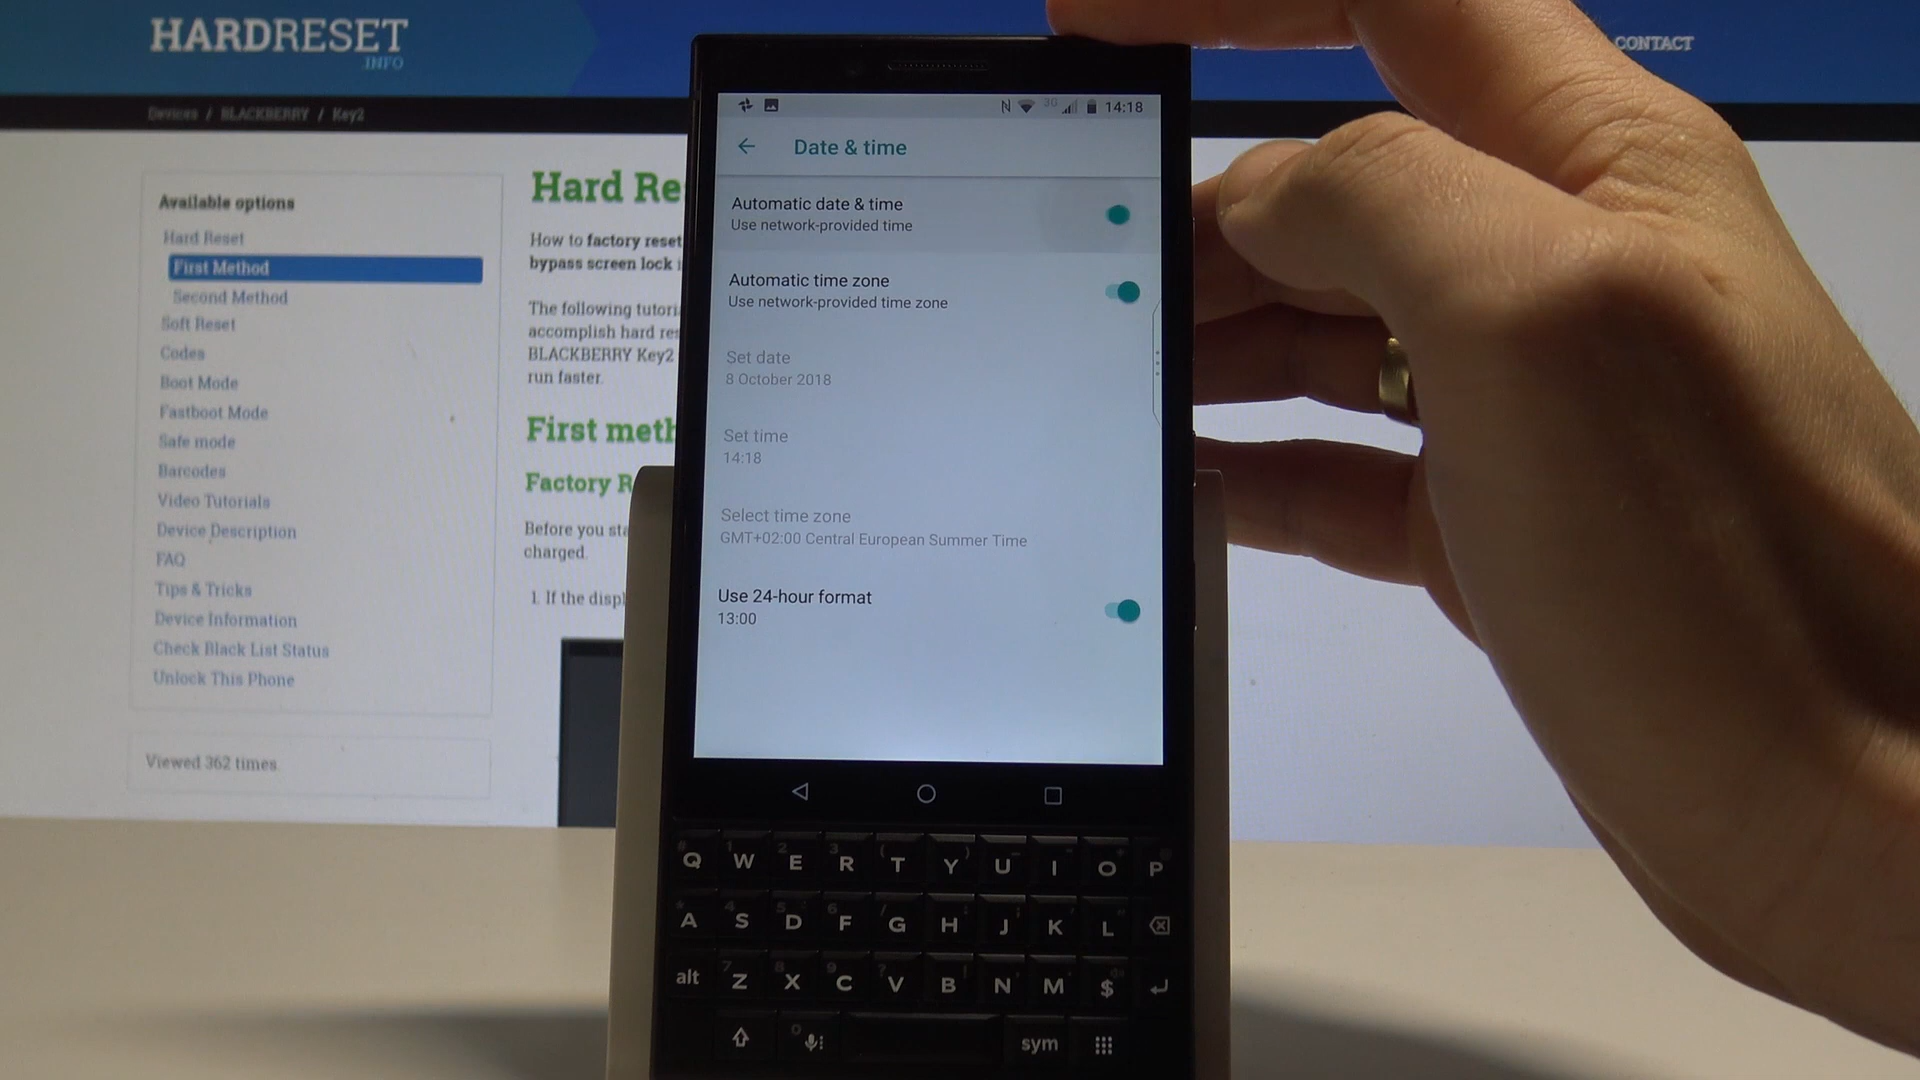 HARDRESET
.INFO
CONTACT
Devices / BLACKBERRY / Key2
Available options
Hard Reset
First Method
Second Method
Soft Reset
Codes
Boot Mode
Fastboot Mode
Safe mode
Barcodes
Video Tutorials
Device Description
FAQ
Tips & Tricks
Device Information
Check Black List Status
Unlock This Phone
Viewed 362 times
Hard Re
How to factory reset
bypass screen lock
The following tutori
accomplish hard res
BLACKBERRY Key2
run faster.
First meth
Factory R
Before you sta
charged.
1. If the displ
3G 14:18
Date & time
Automatic date & time
Use network-provided time
Automatic time zone
Use network-provided time zone
Set date
8 October 2018
Set time
14:18
Select time zone
GMT+02:00 Central European Summer Time
Use 24-hour format
13:00
Q W E R T Y U I O P
A S D F G H J K L
alt Z X C V B N M $
sym